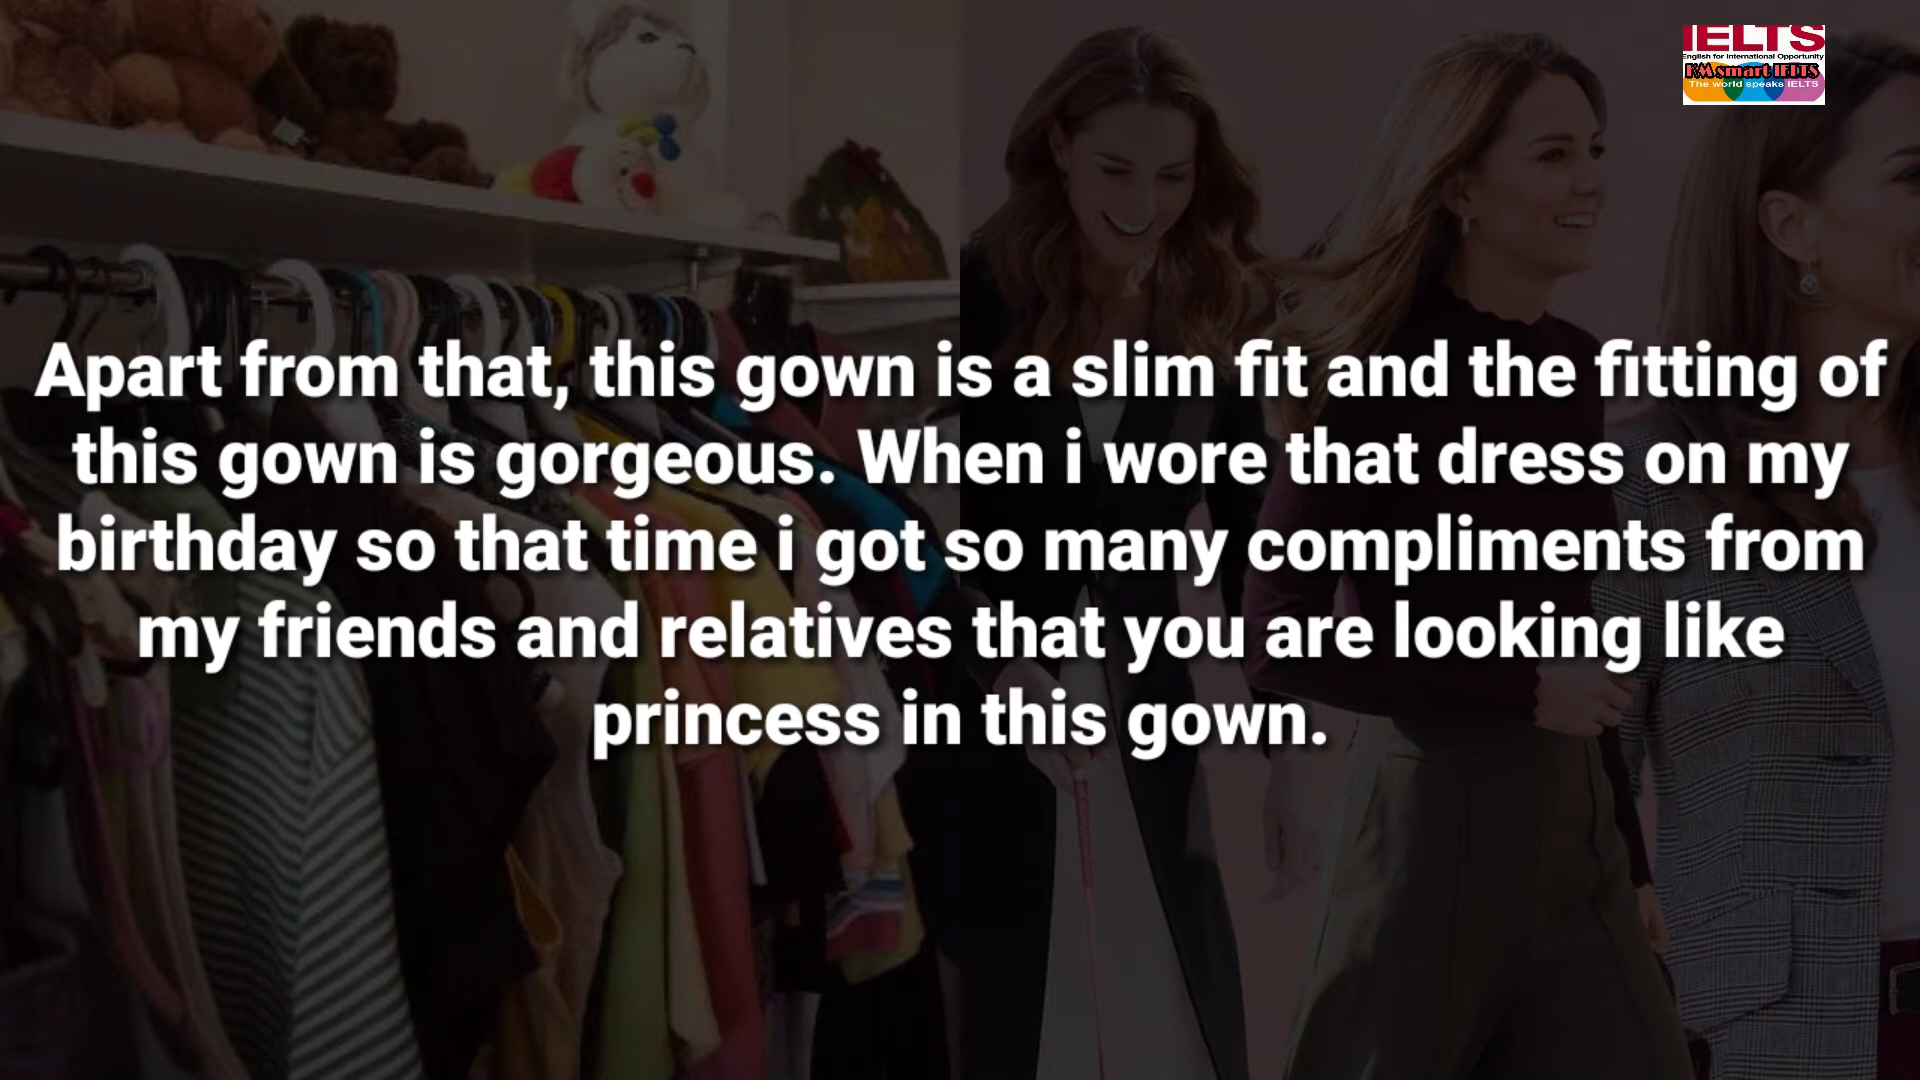 IELTS
English for International Opportunity
KM smart IELTS
The world speaks IELTS
Apart from that, this gown is a slim fit and the fitting of
this gown is gorgeous. When i wore that dress on my
birthday so that time i got so many compliments from
my friends and relatives that you are looking like
princess in this gown.